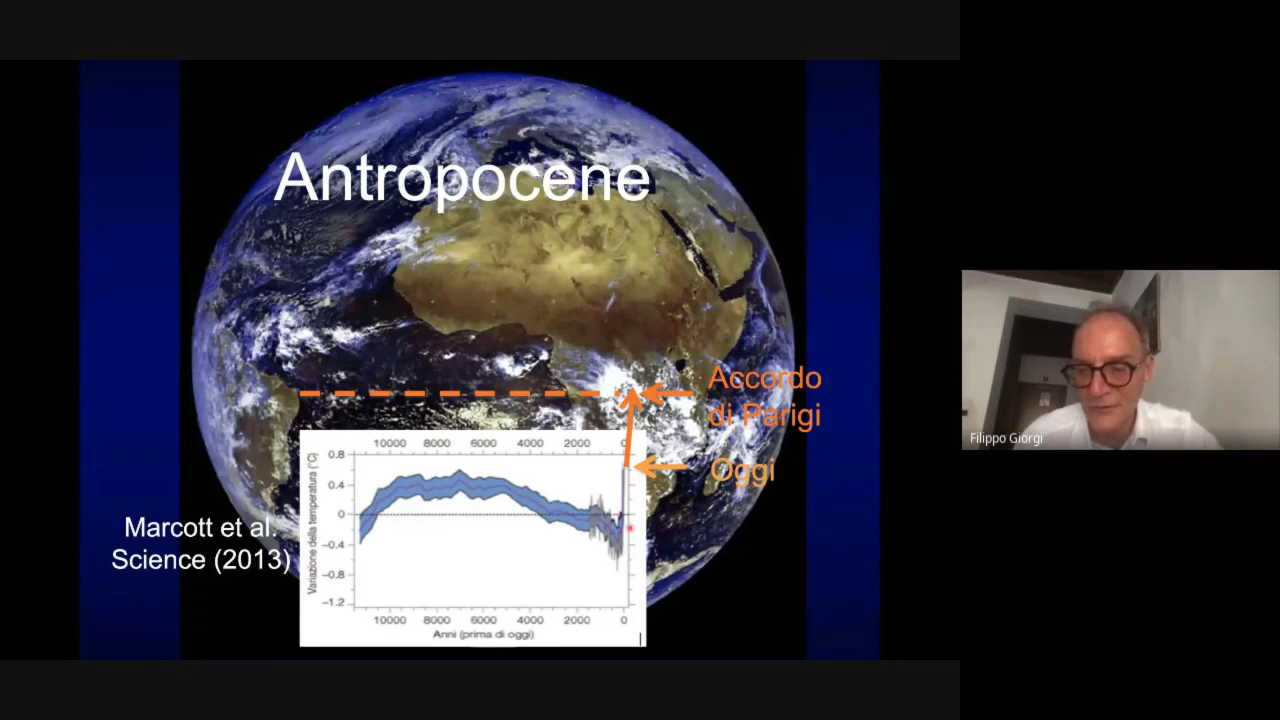 Antropocene
Accordo
di Parigi
Oggi
Marcott et al.
Science (2013)
10000 8000 6000 4000 2000 0
0.8
0.4
0
−0.4
−0.8
−1.2
Variazione della temperatura (°C)
10000 8000 6000 4000 2000 0
Anni (prima di oggi)
Filippo Giorgi